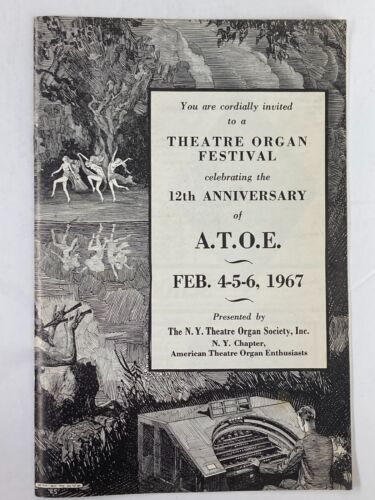 You are cordially invited
to a
THEATRE ORGAN
FESTIVAL
celebrating the
12th ANNIVERSARY
of
A.T.O.E.
FEB. 4-5-6, 1967
Presented by
The N.Y. Theatre Organ Society, Inc.
N. Y. Chapter,
American Theatre Organ Enthusiasts